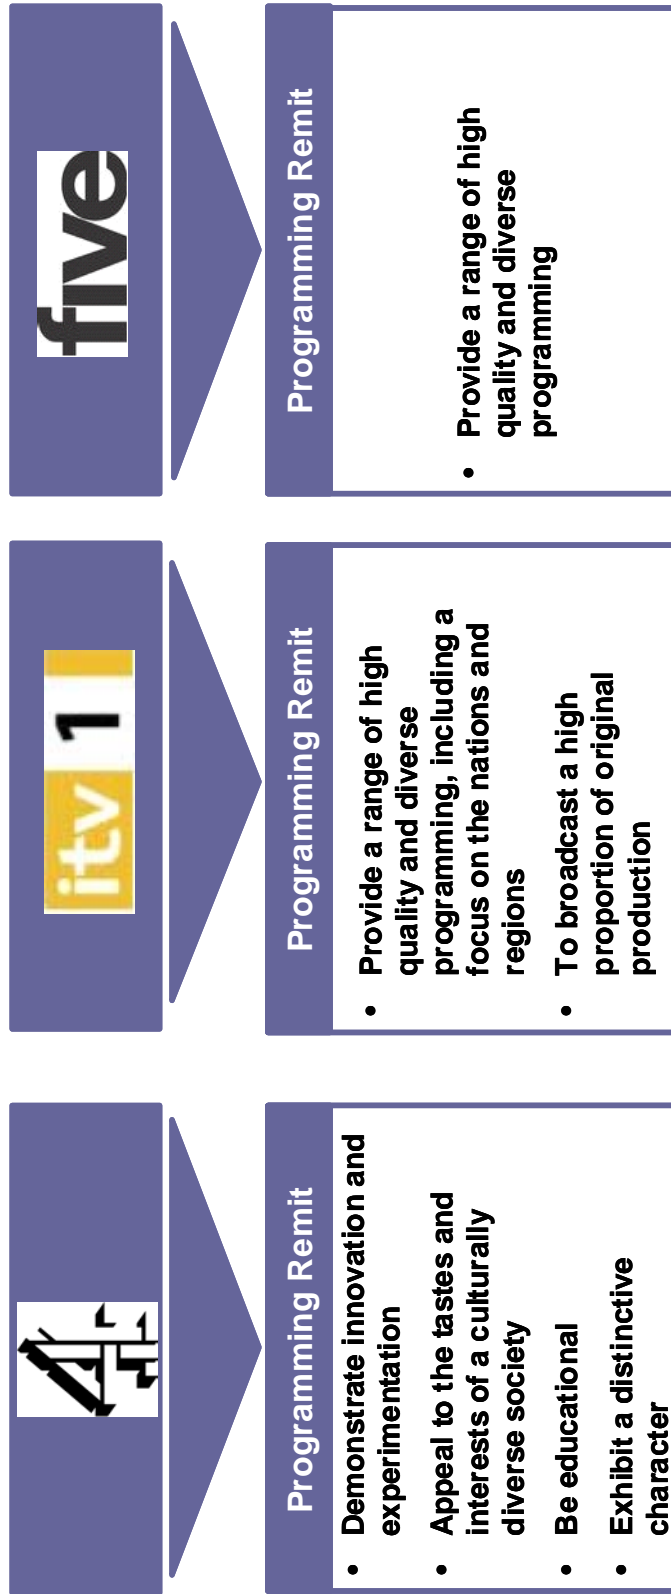 4
Programming Remit
• Demonstrate innovation and
experimentation
• Appeal to the tastes and
interests of a culturally
diverse society
• Be educational
• Exhibit a distinctive
character
itv 1
Programming Remit
• Provide a range of high
quality and diverse
programming, including a
focus on the nations and
regions
• To broadcast a high
proportion of original
production
five
Programming Remit
• Provide a range of high
quality and diverse
programming